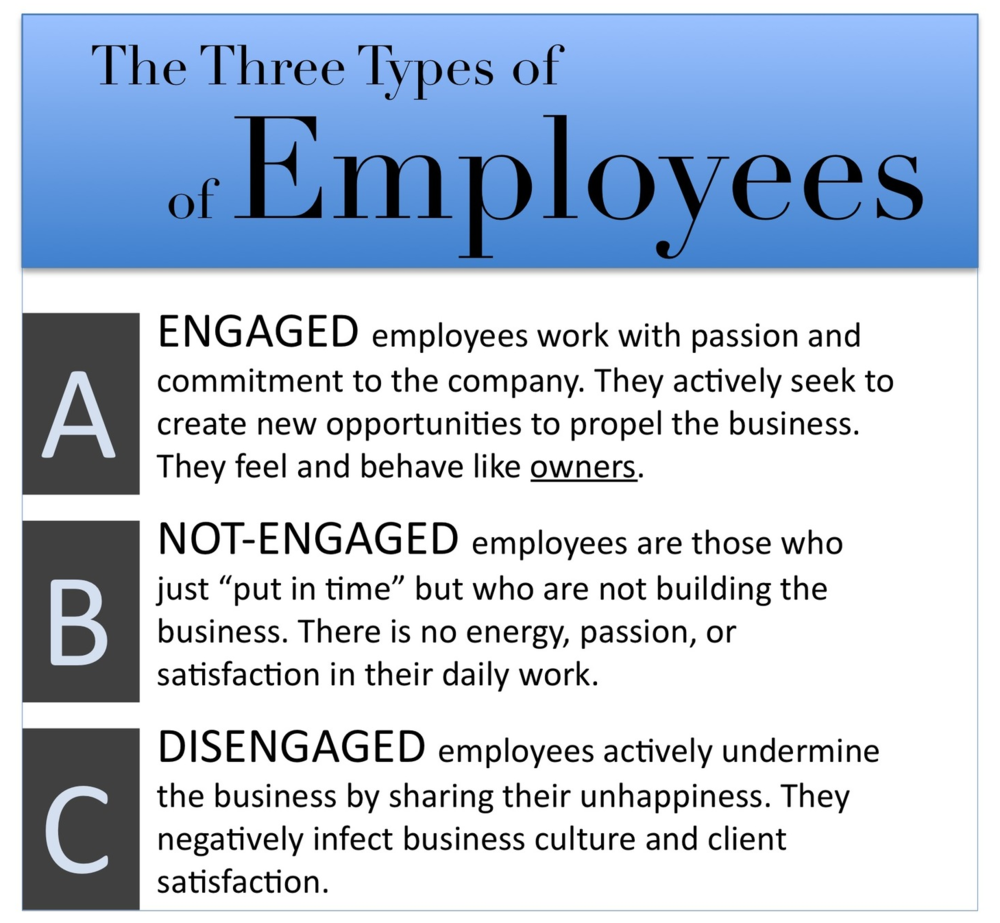 The Three Types of
of Employees
A
ENGAGED employees work with passion and
commitment to the company. They actively seek to
create new opportunities to propel the business.
They feel and behave like owners.
B
NOT-ENGAGED employees are those who
just “put in time” but who are not building the
business. There is no energy, passion, or
satisfaction in their daily work.
C
DISENGAGED employees actively undermine
the business by sharing their unhappiness. They
negatively infect business culture and client
satisfaction.